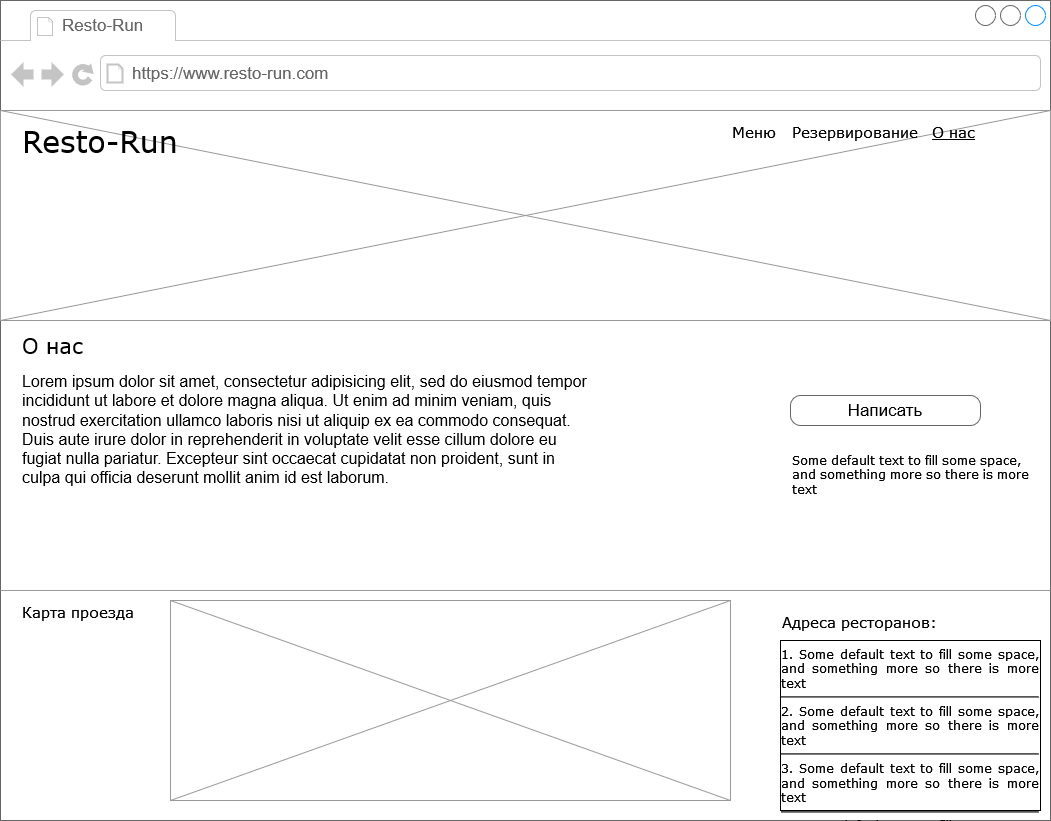 Resto-Run
https://www.resto-run.com
Resto-Run
Меню Резервирование О нас
О нас
Lorem ipsum dolor sit amet, consectetur adipisicing elit, sed do eiusmod tempor
incididunt ut labore et dolore magna aliqua. Ut enim ad minim veniam, quis
nostrud exercitation ullamco laboris nisi ut aliquip ex ea commodo consequat.
Duis aute irure dolor in reprehenderit in voluptate velit esse cillum dolore eu
fugiat nulla pariatur. Excepteur sint occaecat cupidatat non proident, sunt in
culpa qui officia deserunt mollit anim id est laborum.
Написать
Some default text to fill some space,
and something more so there is more
text
Карта проезда
Адреса ресторанов:
1. Some default text to fill some space,
and something more so there is more
text
2. Some default text to fill some space,
and something more so there is more
text
3. Some default text to fill some space,
and something more so there is more
text